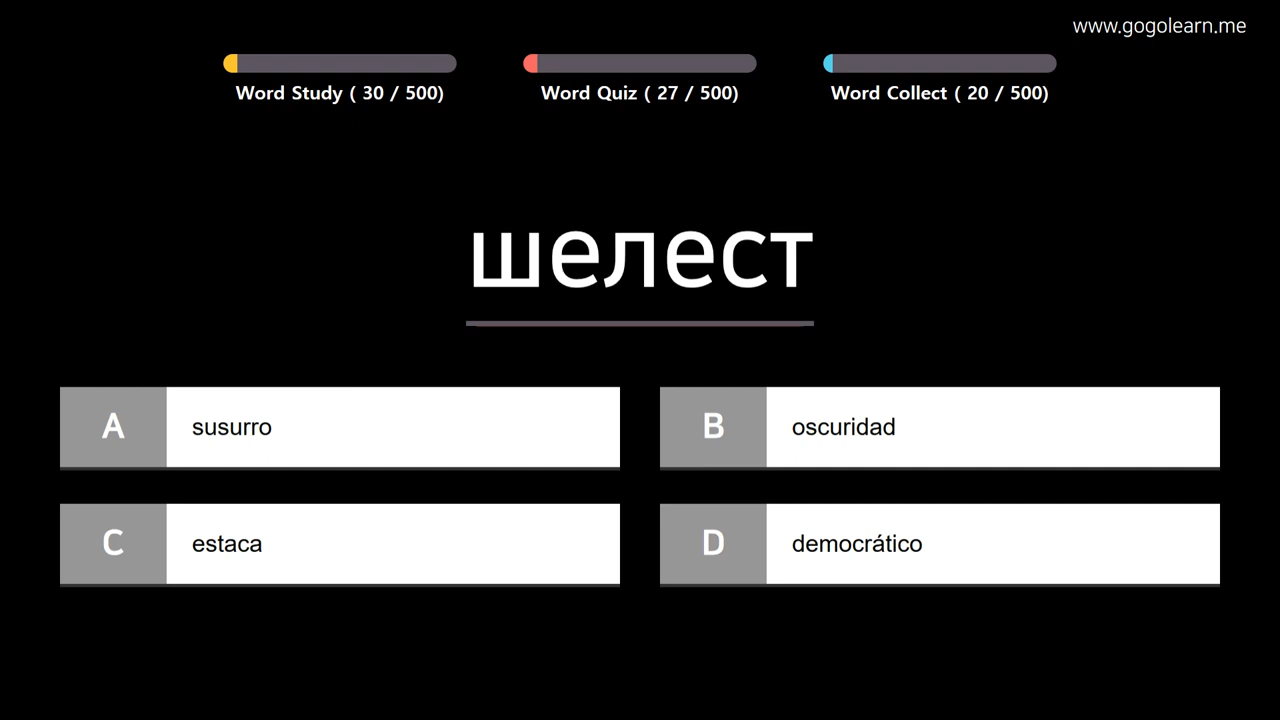 www.gogolearn.me
Word Study ( 30 / 500)
Word Quiz ( 27 / 500)
Word Collect ( 20 / 500)
шелест
A susurro
B oscuridad
C estaca
D democrático